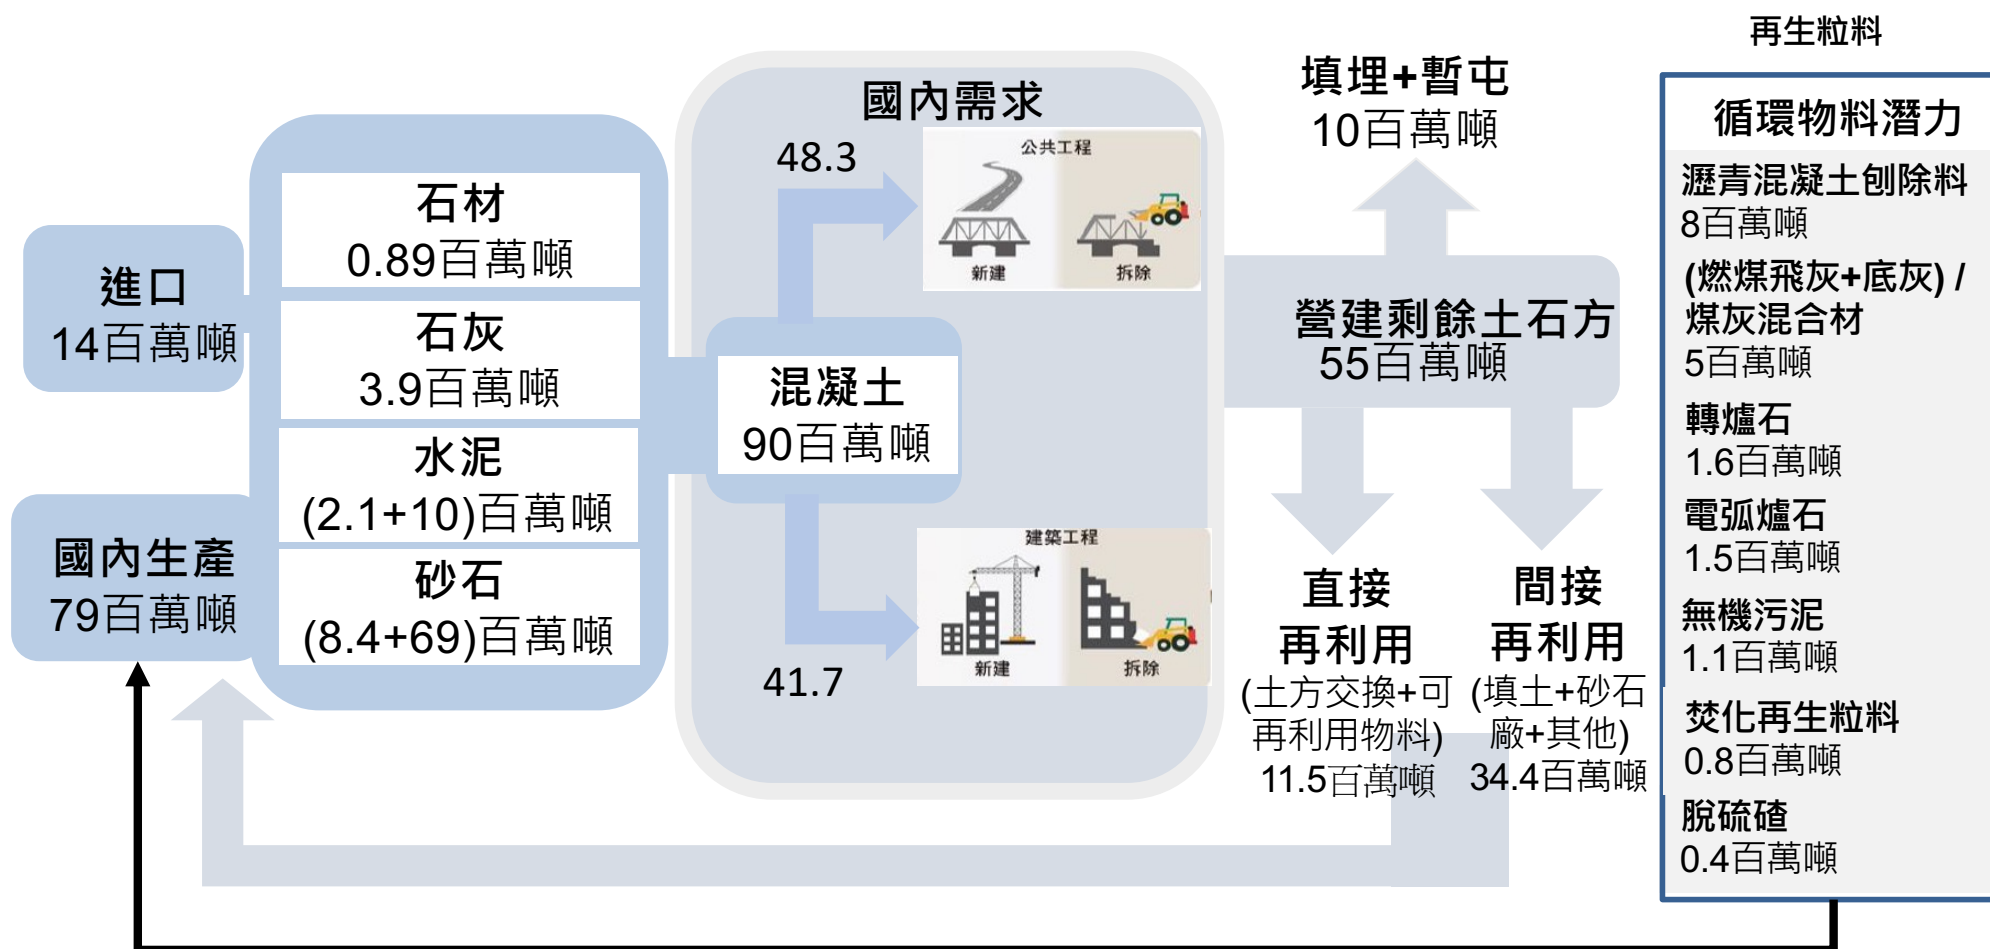 進口
14百萬噸
國內生產
79百萬噸
石材
0.89百萬噸
石灰
3.9百萬噸
水泥
(2.1+10)百萬噸
砂石
(8.4+69)百萬噸
國內需求
48.3
公共工程
新建
拆除
混凝土
90百萬噸
41.7
建築工程
新建
拆除
填埋+暫屯
10百萬噸
營建剩餘土石方
55百萬噸
直接
再利用
(土方交換+可
再利用物料)
11.5百萬噸
間接
再利用
(填土+砂石
廠+其他)
34.4百萬噸
再生粒料
循環物料潛力
瀝青混凝土刨除料
8百萬噸
(燃煤飛灰+底灰) /
煤灰混合材
5百萬噸
轉爐石
1.6百萬噸
電弧爐石
1.5百萬噸
無機污泥
1.1百萬噸
焚化再生粒料
0.8百萬噸
脫硫碴
0.4百萬噸